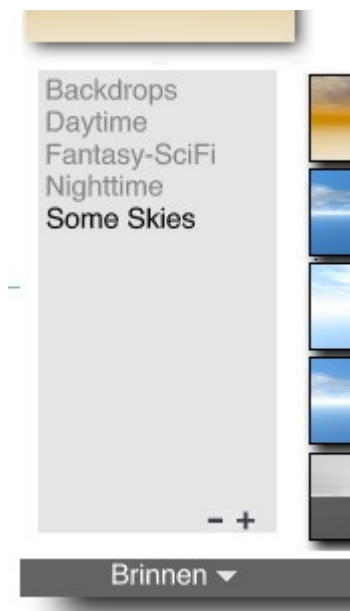 Backdrops
Daytime
Fantasy-SciFi
Nighttime
Some Skies
- +
Brinnen